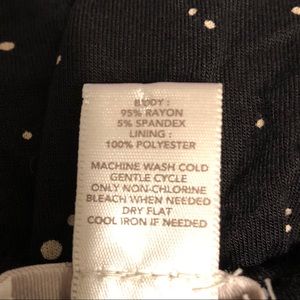 BODY :
95% RAYON
5% SPANDEX
LINING :
100% POLYESTER
MACHINE WASH COLD
GENTLE CYCLE
ONLY NON-CHLORINE
BLEACH WHEN NEEDED
DRY FLAT
COOL IRON IF NEEDED